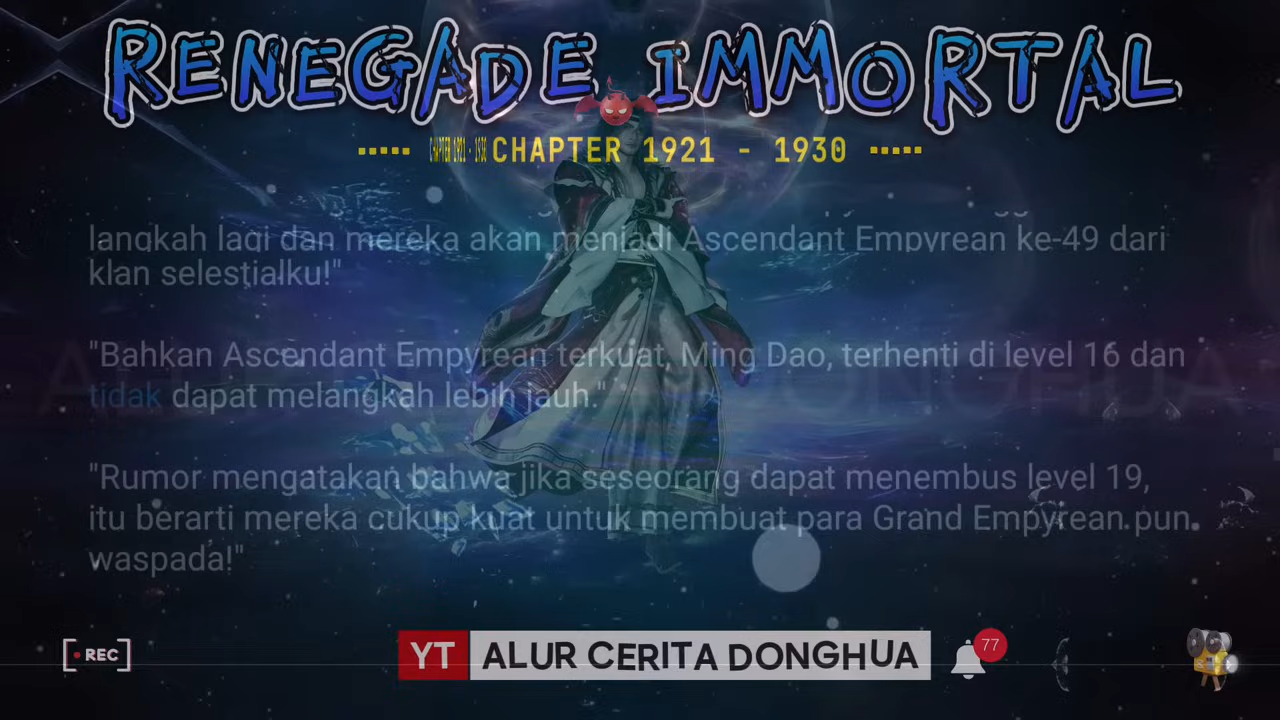 RENEGADE IMMORTAL
CHAPTER 1921 - 1930 CHAPTER 1921 - 1930
langkah lagi dan mereka akan menjadi Ascendant Empyrean ke-49 dari
klan selestialku!"
"Bahkan Ascendant Empyrean terkuat, Ming Dao, terhenti di level 16 dan
tidak dapat melangkah lebih jauh."
"Rumor mengatakan bahwa jika seseorang dapat menembus level 19,
itu berarti mereka cukup kuat untuk membuat para Grand Empyrean pun
waspada!"
REC
YT ALUR CERITA DONGHUA
77